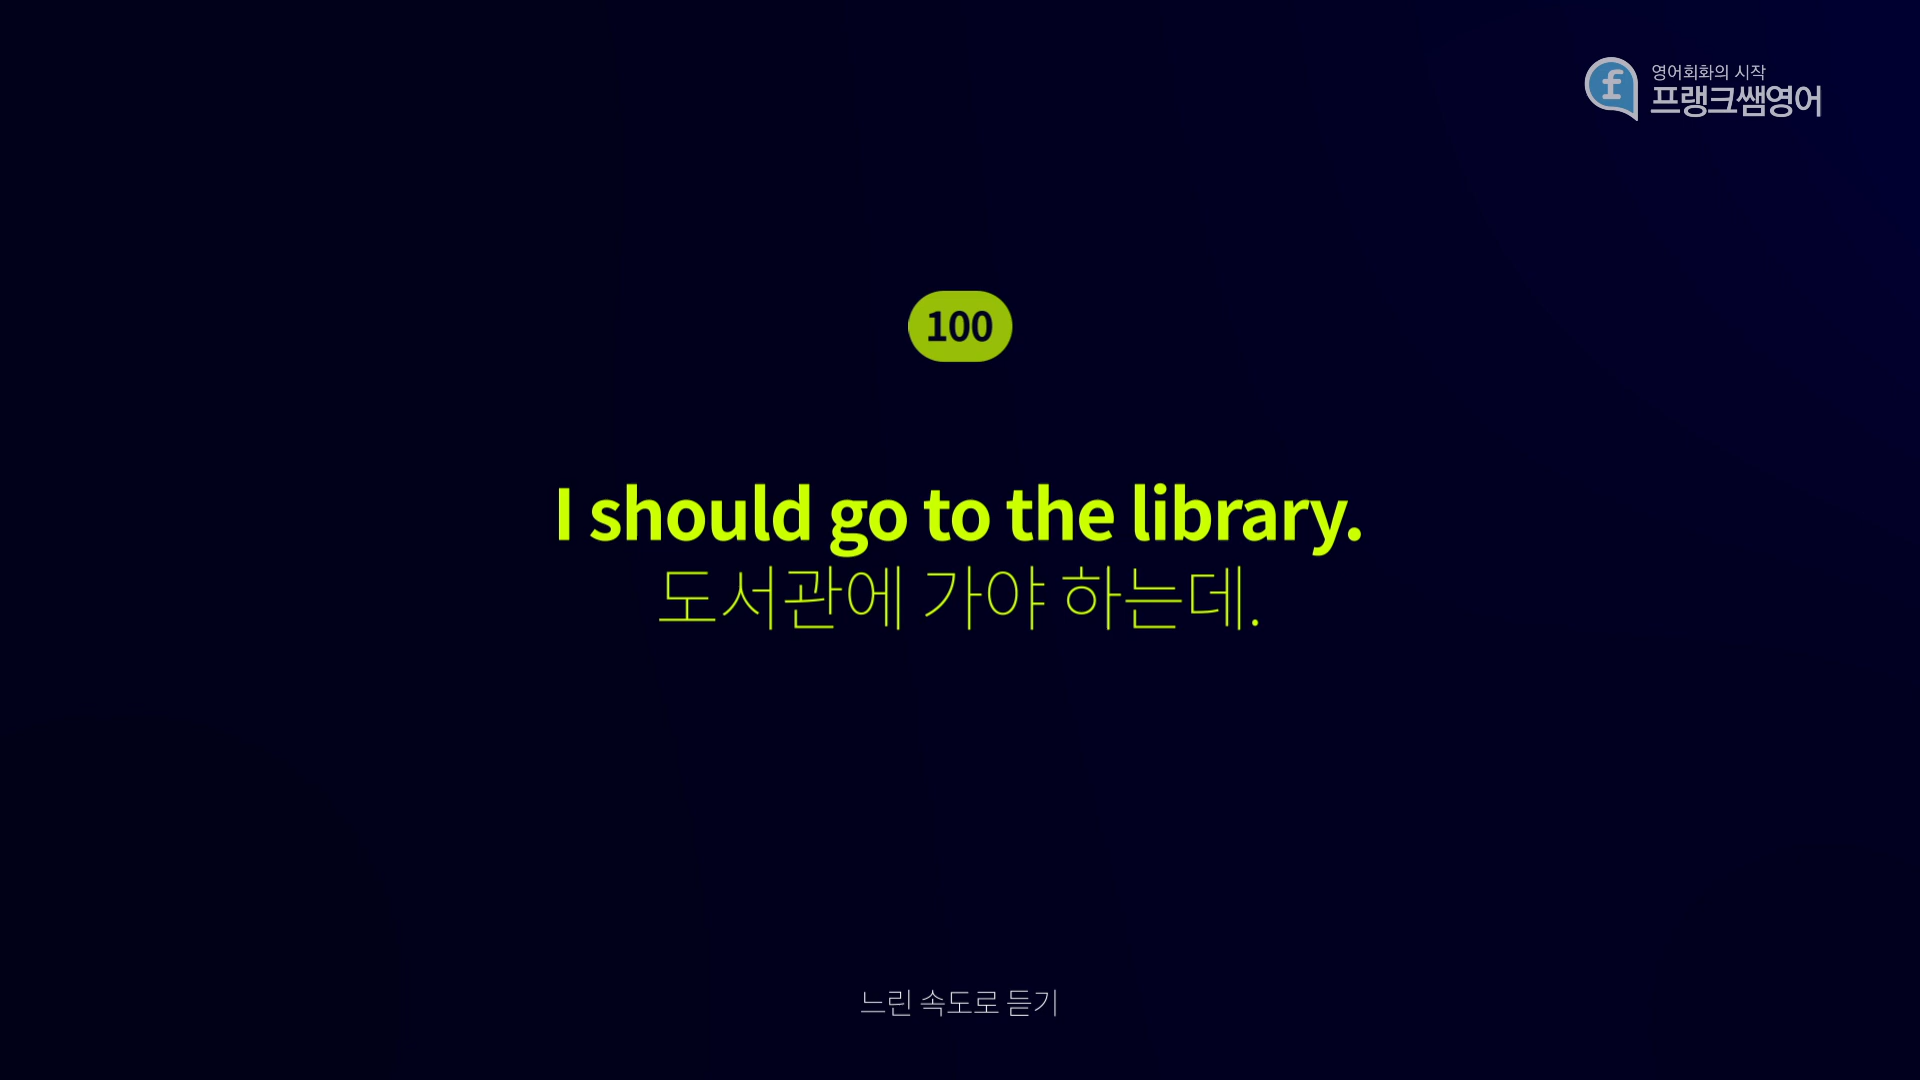 영어회화의 시작
프랭크쌤영어
100
I should go to the library.
도서관에 가야 하는데.
느린 속도로 듣기